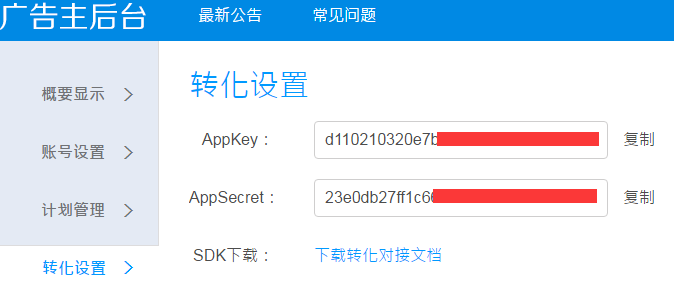 广告主后台 最新公告 常见问题
概要显示
账号设置
计划管理
转化设置
转化设置
AppKey： d110210320e7b 复制
AppSecret： 23e0db27ff1c6 复制
SDK下载： 下载转化对接文档